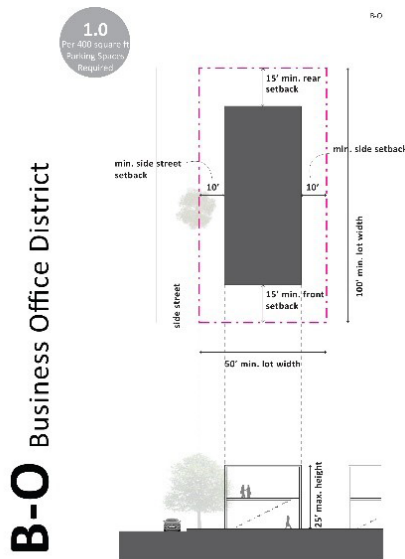 B-O
1.0
Per 400 square ft
Parking Spaces
Required
15' min. rear
setback
min. side street
setback
min. side setback
10'
10'
100' min. lot width
15' min. front
setback
side street
50' min. lot width
25' max. height
B-O Business Office District